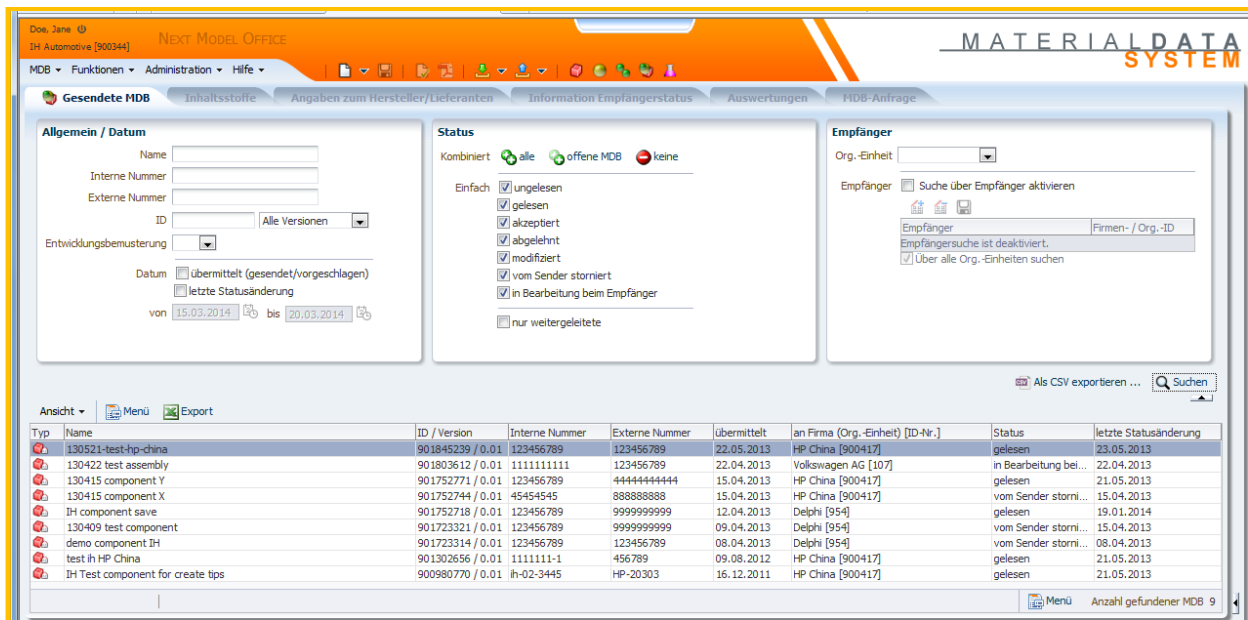 Doe, Jane
IH Automotive [900344]
NEXT MODEL OFFICE
MATERIALDATA
SYSTEM
MDB Funktionen Administration Hilfe
Gesendete MDB Inhaltsstoffe Angaben zum Hersteller/Lieferanten Information Empfängerstatus Auswertungen MDB-Anfrage
Allgemein / Datum
Name
Interne Nummer
Externe Nummer
ID Alle Versionen
Entwicklungsbemusterung
Datum übermittelt (gesendet/vorgeschlagen)
letzte Statusänderung
von 15.03.2014 bis 20.03.2014
Status
Kombiniert alle offene MDB keine
Einfach ungelesen
gelesen
akzeptiert
abgelehnt
modifiziert
vom Sender storniert
in Bearbeitung beim Empfänger
nur weitergeleitete
Empfänger
Org.-Einheit
Empfänger Suche über Empfänger aktivieren
Empfänger Firmen- / Org.-ID
Empfängersuche ist deaktiviert.
Über alle Org.-Einheiten suchen
Als CSV exportieren ... Suchen
Ansicht Menü Export
Typ Name ID / Version Interne Nummer Externe Nummer übermittelt an Firma (Org.-Einheit) [ID-Nr.] Status letzte Statusänderung
130521-test-hp-china 901845239 / 0.01 123456789 123456789 22.05.2013 HP China [900417] gelesen 23.05.2013
130422 test assembly 901803612 / 0.01 1111111111 123456789 22.04.2013 Volkswagen AG [107] in Bearbeitung bei... 22.04.2013
130415 component Y 901752771 / 0.01 123456789 44444444444 15.04.2013 HP China [900417] gelesen 21.05.2013
130415 component X 901752744 / 0.01 45454545 888888888 15.04.2013 HP China [900417] vom Sender storni... 15.04.2013
IH component save 901752718 / 0.01 123456789 9999999999 12.04.2013 Delphi [954] gelesen 19.01.2014
130409 test component 901723321 / 0.01 123456789 9999999999 09.04.2013 Delphi [954] vom Sender storni... 15.04.2013
demo component IH 901723314 / 0.01 123456789 123456789 08.04.2013 Delphi [954] vom Sender storni... 08.04.2013
test ih HP China 901302656 / 0.01 1111111-1 456789 09.08.2012 HP China [900417] gelesen 21.05.2013
IH Test component for create tips 900980770 / 0.01 ih-02-3445 HP-20303 16.12.2011 HP China [900417] gelesen 21.05.2013
Menü Anzahl gefundener MDB 9